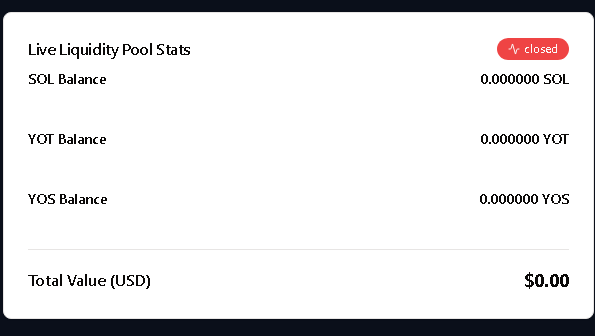 Live Liquidity Pool Stats closed
SOL Balance 0.000000 SOL
YOT Balance 0.000000 YOT
YOS Balance 0.000000 YOS
Total Value (USD) $0.00